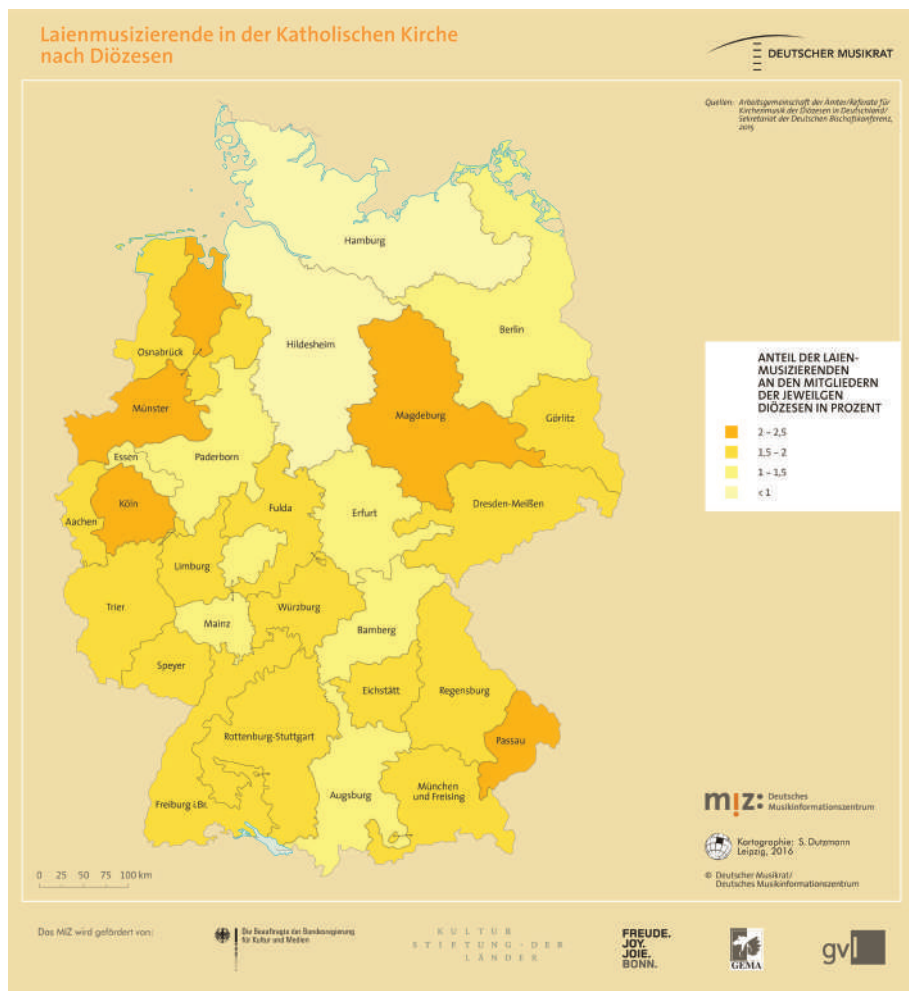 Laienmusizierende in der Katholischen Kirche
nach Diözesen
DEUTSCHER MUSIKRAT
Quellen: Arbeitsgemeinschaft der Ämter/Referate für
Kirchenmusik der Diözesen in Deutschland/
Sekretariat der Deutschen Bischofskonferenz,
2015
Hamburg
Berlin
Hildesheim
Osnabrück
Münster
Magdeburg
Görlitz
Essen
Paderborn
Köln
Aachen
Fulda
Erfurt
Dresden-Meißen
Limburg
Trier
Würzburg
Mainz
Bamberg
Speyer
Eichstätt
Regensburg
Rottenburg-Stuttgart
Passau
Augsburg
München
und Freising
Freiburg i.Br.
ANTEIL DER LAIEN-
MUSIZIERENDEN
AN DEN MITGLIEDERN
DER JEWEILGEN
DIÖZESEN IN PROZENT
2 – 2,5
1,5 – 2
1 – 1,5
< 1
m!z: Deutsches
Musikinformationszentrum
Kartographie: S. Dutzmann
Leipzig, 2016
© Deutscher Musikrat/
Deutsches Musikinformationszentrum
0 25 50 75 100 km
Das MIZ wird gefördert von:
Die Beauftragte der Bundesregierung
für Kultur und Medien
KULTUR
STIFTUNG · DER
LÄNDER
FREUDE.
JOY.
JOIE.
BONN.
GEMA
gvl